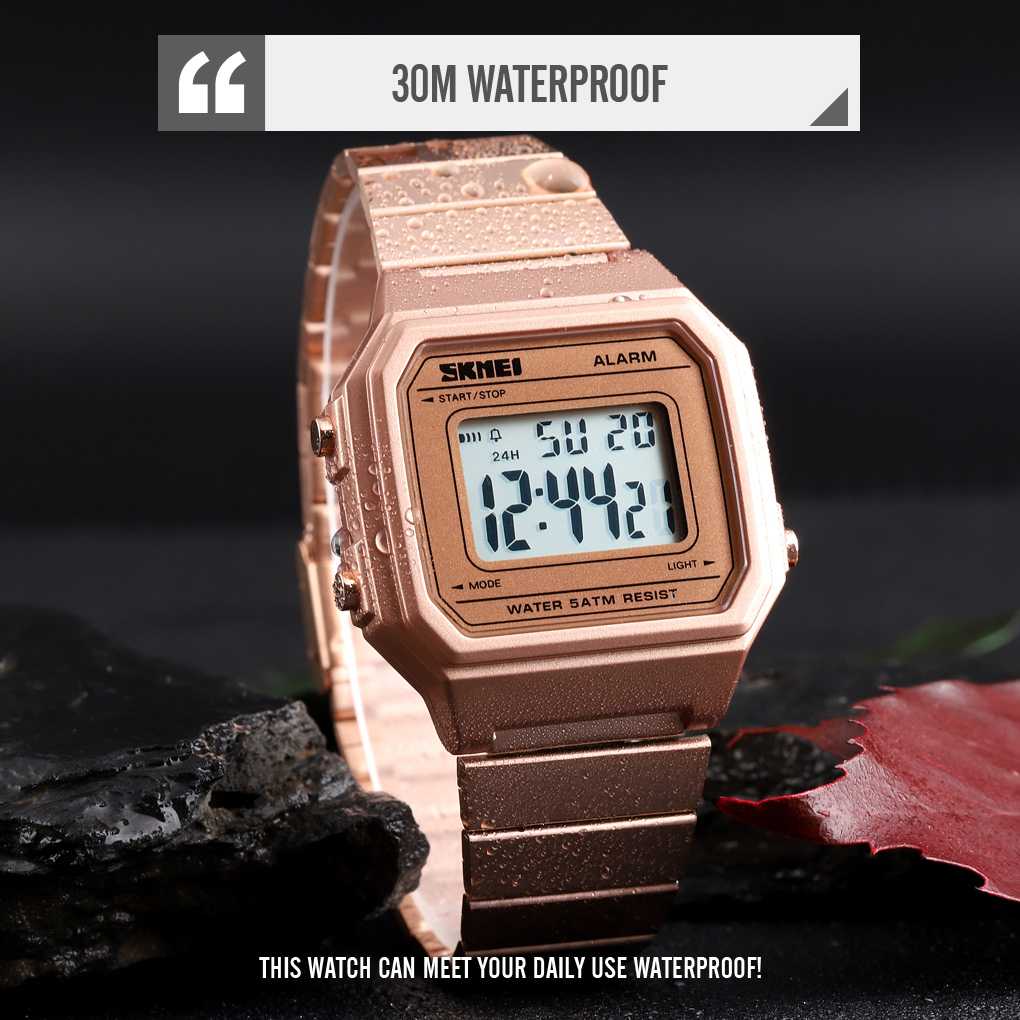 30M WATERPROOF
SKMEI ALARM
START/STOP
SU 20
24H
12:44 21
LIGHT
MODE
WATER 5ATM RESIST
THIS WATCH CAN MEET YOUR DAILY USE WATERPROOF!